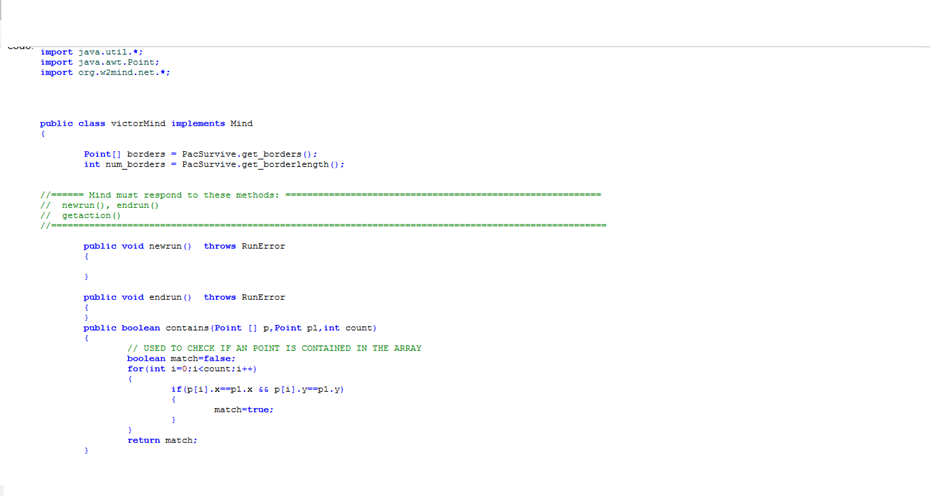 Code:
import java.util.*;
import java.awt.Point;
import org.w2mind.net.*;
public class victorMind implements Mind
{
Point[] borders = PacSurvive.get_borders();
int num_borders = PacSurvive.get_borderlength();
//====== Mind must respond to these methods: ==========================================================
//  newrun(), endrun()
//  getaction()
//======================================================================================================
public void newrun()  throws RunError
{
}
public void endrun()  throws RunError
{
}
public boolean contains(Point [] p,Point p1,int count)
{
// USED TO CHECK IF AN POINT IS CONTAINED IN THE ARRAY
boolean match=false;
for(int i=0;i<count;i++)
{
if(p[i].x==p1.x && p[i].y==p1.y)
{
match=true;
}
}
return match;
}